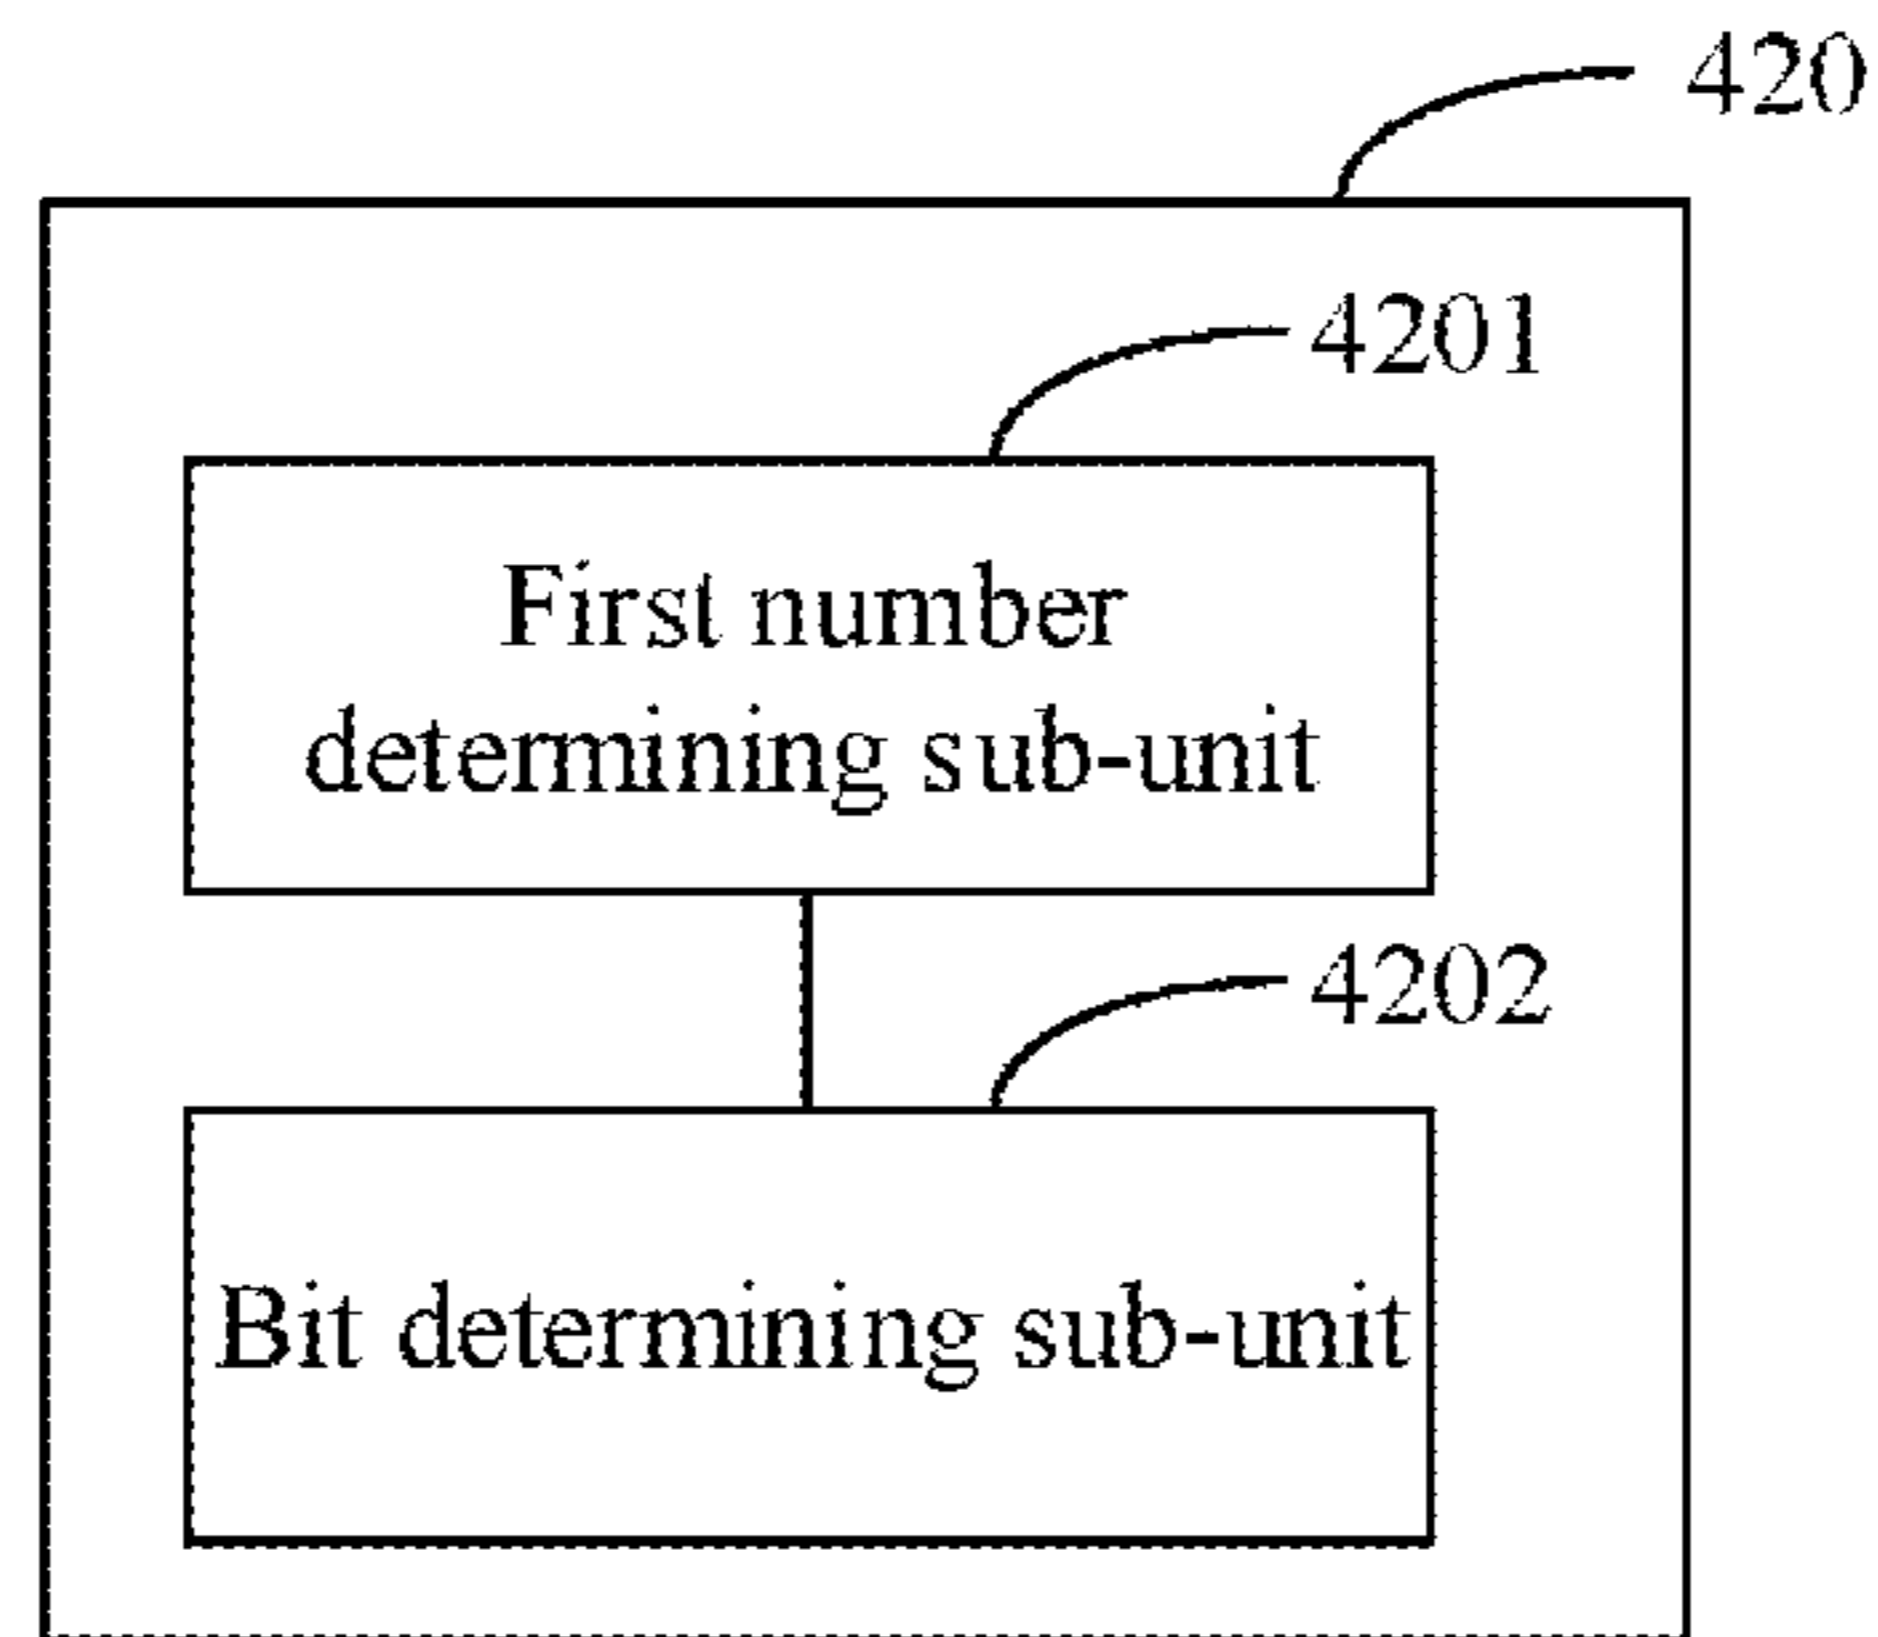 420
4201
First number
determining sub-unit
4202
Bit determining sub-unit